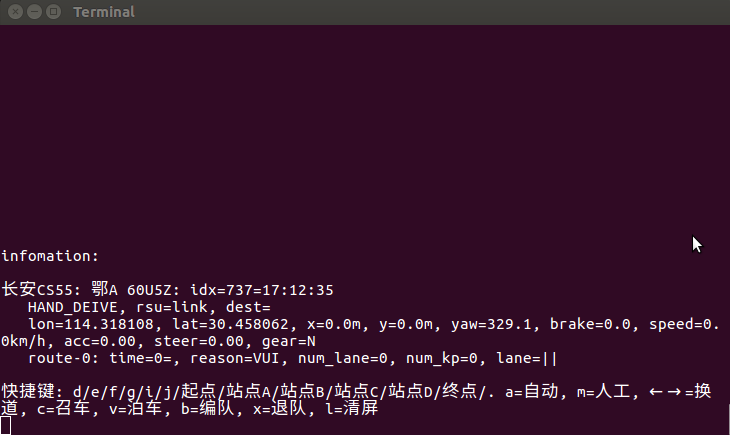 Terminal
infomation:
长安CS55: 鄂A 60U5Z: idx=737=17:12:35
HAND_DEIVE, rsu=link, dest=
lon=114.318108, lat=30.458062, x=0.0m, y=0.0m, yaw=329.1, brake=0.0, speed=0.
0km/h, acc=0.00, steer=0.00, gear=N
route-0: time=0=, reason=VUI, num_lane=0, num_kp=0, lane=||
快捷键: d/e/f/g/i/j/起点/站点A/站点B/站点C/站点D/终点/. a=自动, m=人工, ←→=换
道, c=召车, v=泊车, b=编队, x=退队, l=清屏